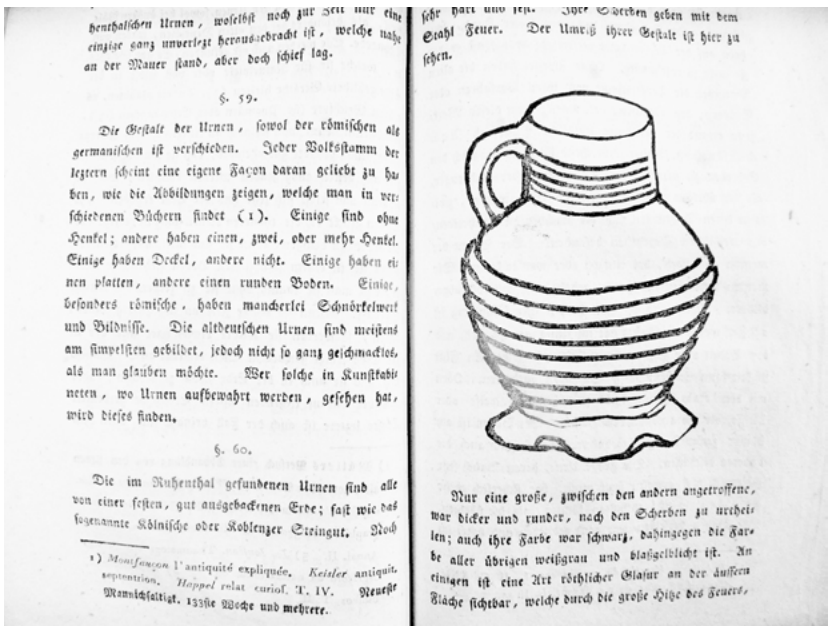 henthalschen Urnen, woselbst noch zur Zeit nur eine
einzige ganz unverlezt herausgebracht ist, welche nahe
an der Mauer stand, aber doch schief lag.
§. 59.
Die Gestalt der Urnen, sowol der römischen als
germanischen ist verschieden. Jeder Volksstamm der
leztern scheint eine eigene Façon daran geliebt zu ha-
ben, wie die Abbildungen zeigen, welche man in ver-
schiedenen Büchern findet (1). Einige sind ohne
Henkel; andere haben einen, zwei, oder mehr Henkel.
Einige haben Deckel, andere nicht. Einige haben ei-
nen platten, andere einen runden Boden. Einige,
besonders römische, haben mancherlei Schnörkelwerk
und Bildnisse. Die altdeutschen Urnen sind meistens
am simpelsten gebildet, jedoch nicht so ganz geschmacklos,
als man glauben möchte. Wer solche in Kunstkabi-
neten, wo Urnen aufbewahrt werden, gesehen hat,
wird dieses finden.
§. 60.
Die im Ruhenthal gefundenen Urnen sind alle
von einer festen, gut ausgebackenen Erde; fast wie das
sogenannte Kölnische oder Koblenzer Steingut. Noch
1) Montfaucon l'antiquité expliquée. Keisler antiquit.
septentrion. Happel relat curios. T. IV. Neueste
Mannichfaltigk. 133ste Woche und mehrere.
sehr hart und fest. Ihre Scherben geben mit dem
Stahl Feuer. Der Umriß ihrer Gestalt ist hier zu
sehen.
Nur eine große, zwischen den andern angetroffene,
war dicker und runder, nach den Scherben zu urthei-
len; auch ihre Farbe war schwarz, dahingegen die Far-
be aller übrigen weißgrau und blaßgelblicht ist. An
einigen ist eine Art röthlicher Glasur an der äussern
Fläche sichtbar, welche durch die große Hitze des Feuers,